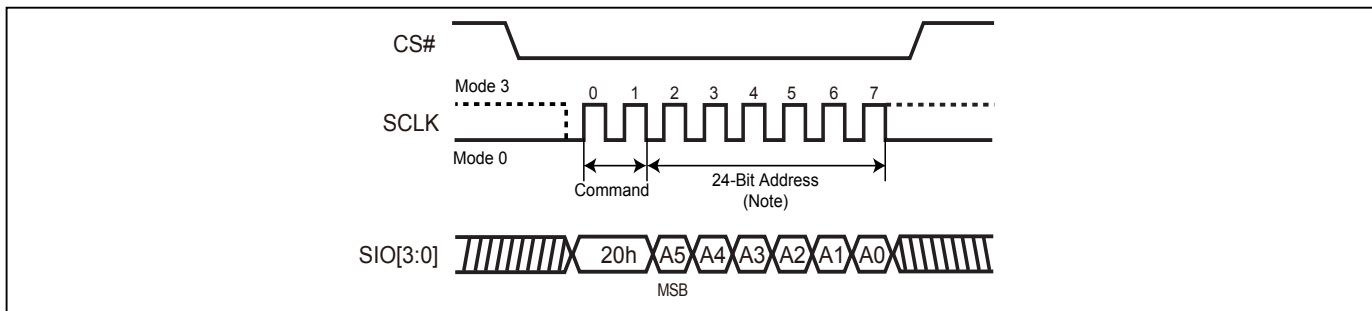 CS#
Mode 3
0 1 2 3 4 5 6 7
SCLK
Mode 0
Command
24-Bit Address
(Note)
SIO[3:0]
20h A5 A4 A3 A2 A1 A0
MSB